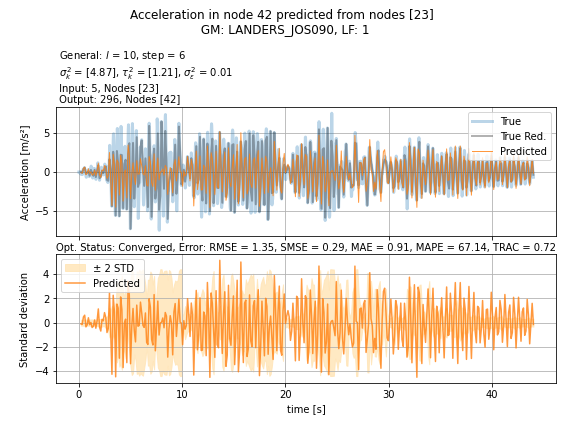 Acceleration in node 42 predicted from nodes [23]
GM: LANDERS_JOS090, LF: 1
General: l = 10, step = 6
σ²ₖ = [4.87], τ²ₖ = [1.21], σ²ₑ = 0.01
Input: 5, Nodes [23]
Output: 296, Nodes [42]
Acceleration [m/s²]
5
0
−5
True
True Red.
Predicted
Opt. Status: Converged, Error: RMSE = 1.35, SMSE = 0.29, MAE = 0.91, MAPE = 67.14, TRAC = 0.72
Standard deviation
4
2
0
−2
−4
± 2 STD
Predicted
0 10 20 30 40
time [s]